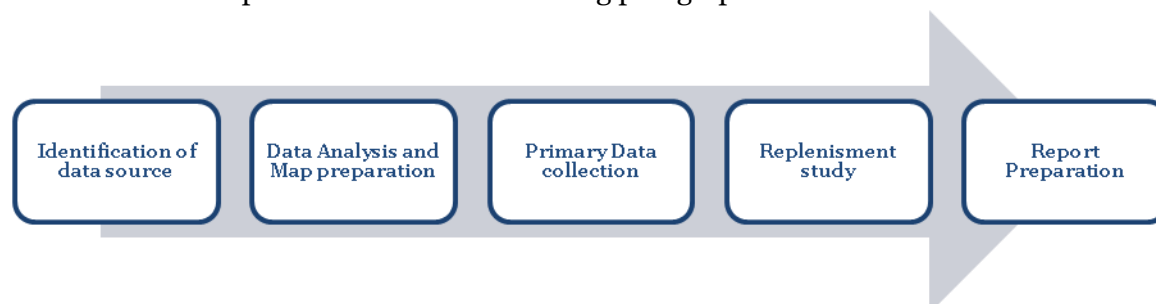 Identification of
data source
Data Analysis and
Map preparation
Primary Data
collection
Replenisment
study
Report
Preparation